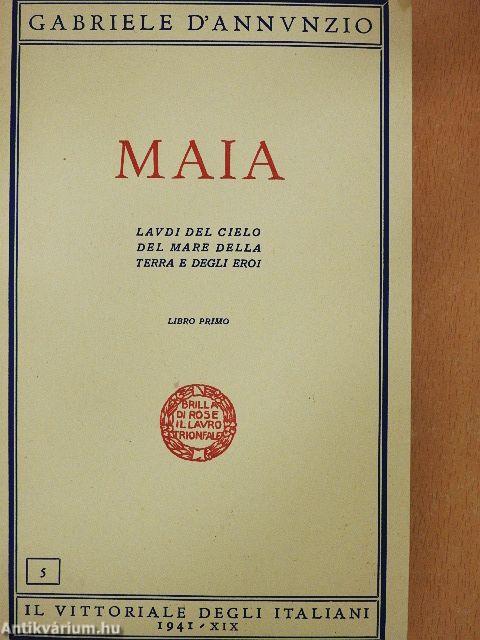 GABRIELE D'ANNVNZIO
MAIA
LAVDI DEL CIELO
DEL MARE DELLA
TERRA E DEGLI EROI
LIBRO PRIMO
BRILLA
DI ROSE
IL LAVRO
TRIONFALE
5
IL VITTORIALE DEGLI ITALIANI
1941-XIX
Antikvárium.hu